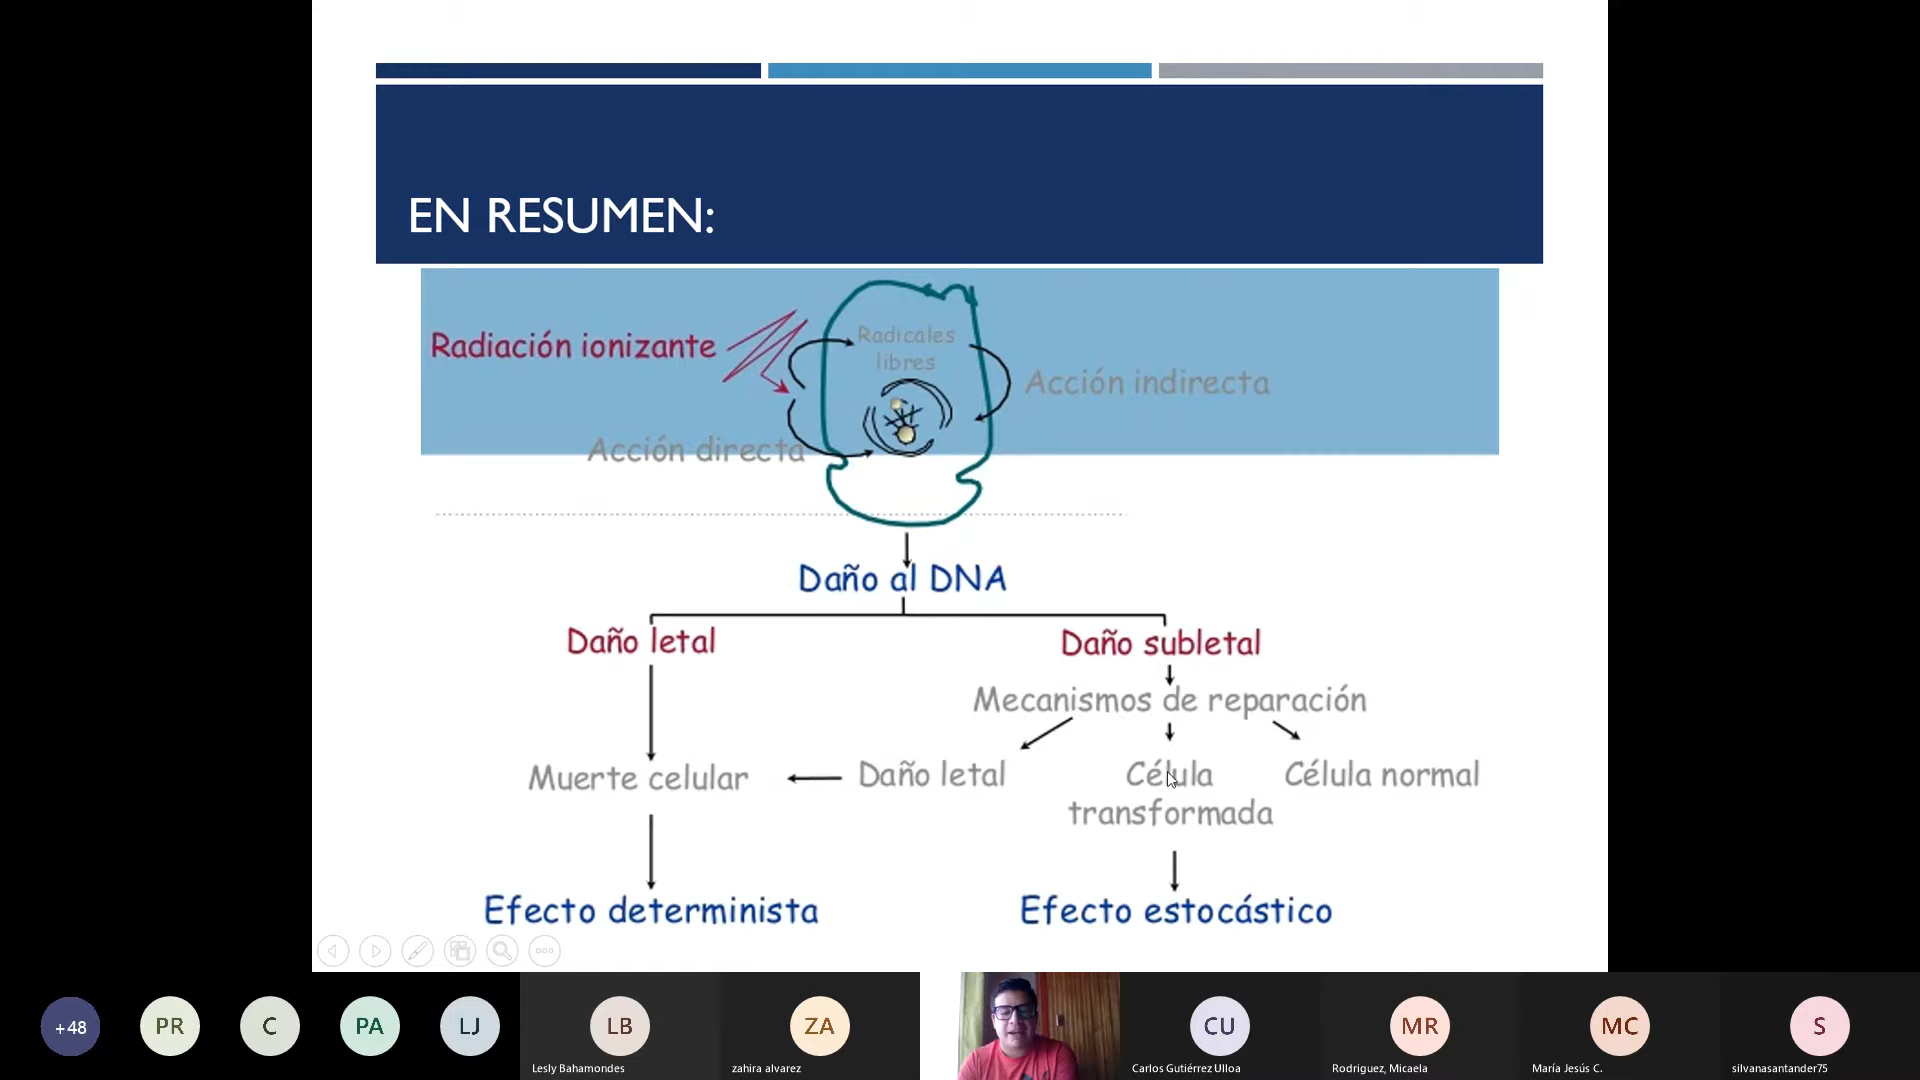 EN RESUMEN:
Radiación ionizante
Radicales
libres
Acción indirecta
Acción directa
Daño al DNA
Daño letal
Daño subletal
Mecanismos de reparación
Muerte celular
Daño letal
Célula
transformada
Célula normal
Efecto determinista
Efecto estocástico
+48
PR
C
PA
LJ
LB
ZA
CU
MR
MC
S
Lesly Bahamondes
zahira alvarez
Carlos Gutiérrez Ulloa
Rodriguez, Micaela
María Jesús C.
silvanasantander75